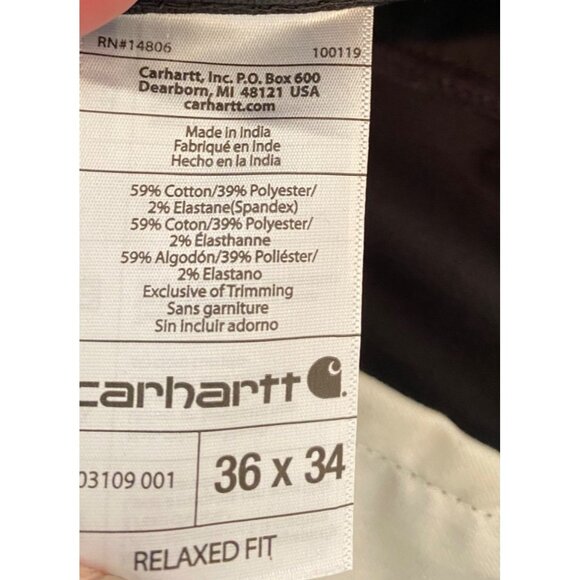 RN#14806 100119
Carhartt, Inc. P.O. Box 600
Dearborn, MI 48121 USA
carhartt.com
Made in India
Fabriqué en Inde
Hecho en la India
59% Cotton/39% Polyester/
2% Elastane(Spandex)
59% Coton/39% Polyester/
2% Élasthanne
59% Algodón/39% Poliéster/
2% Elastano
Exclusive of Trimming
Sans garniture
Sin incluir adorno
carhartt
03109 001 36 x 34
RELAXED FIT